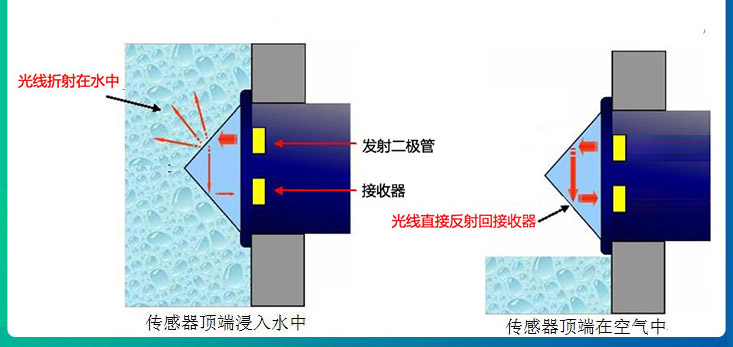 光线折射在水中
发射二极管
接收器
光线直接反射回接收器
传感器顶端浸入水中
传感器顶端在空气中